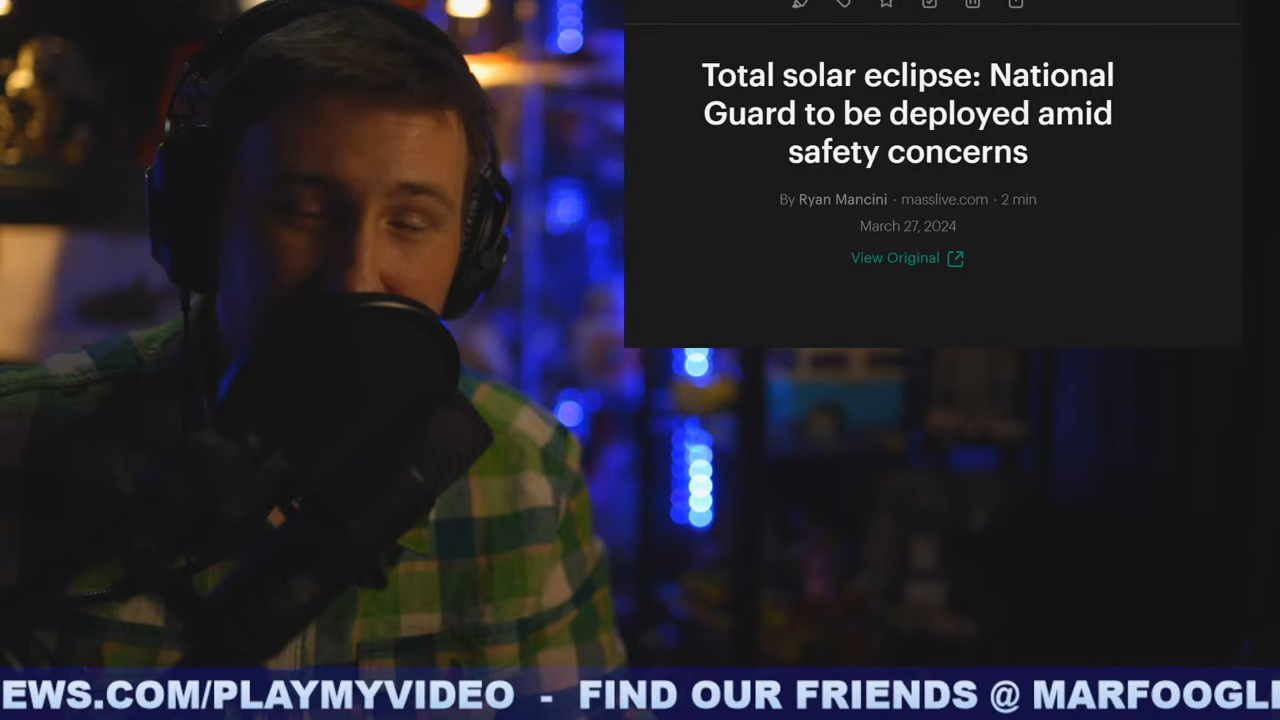 Total solar eclipse: National
Guard to be deployed amid
safety concerns
By Ryan Mancini · masslive.com · 2 min
March 27, 2024
View Original
EWS.COM/PLAYMYVIDEO - FIND OUR FRIENDS @ MARFOOGL